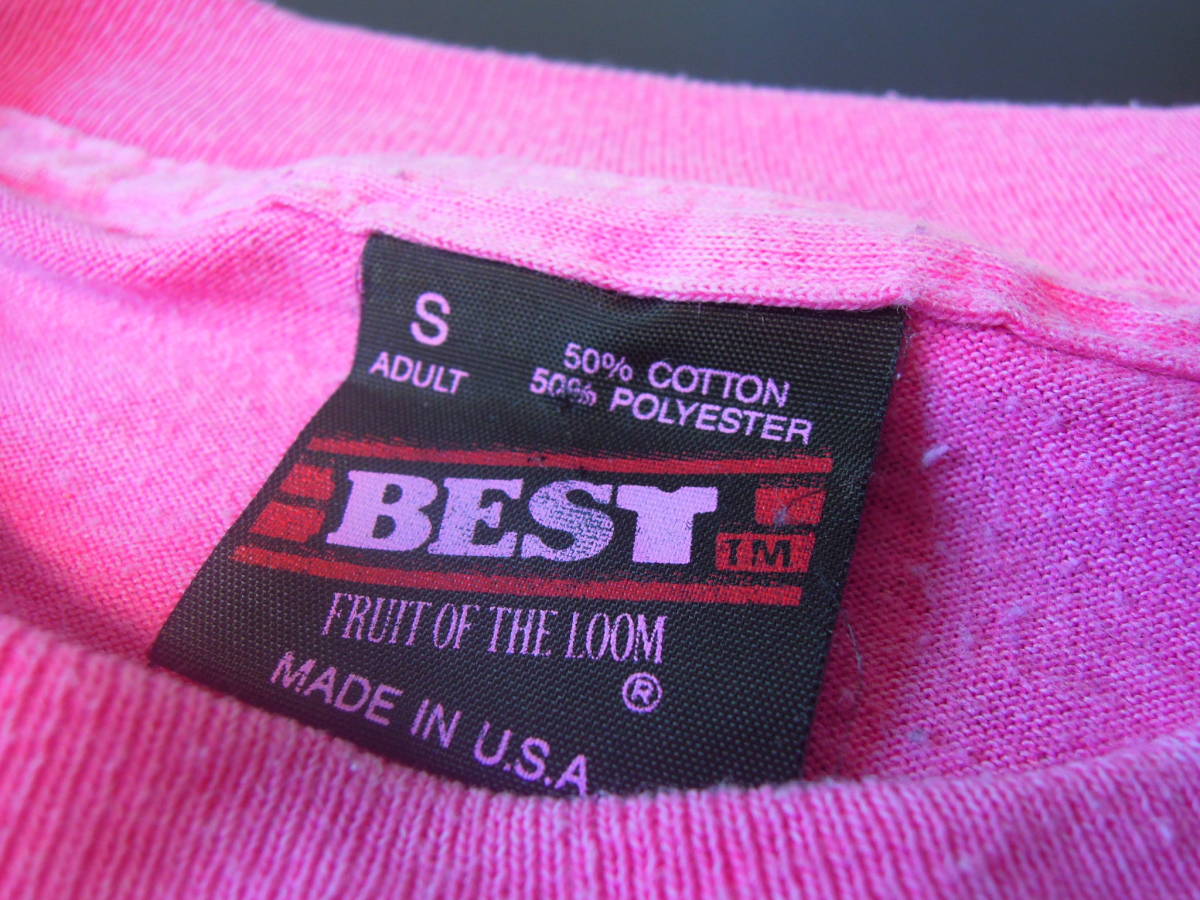 S
ADULT
50% COTTON
50% POLYESTER
BEST
TM
FRUIT OF THE LOOM
®
MADE IN U.S.A